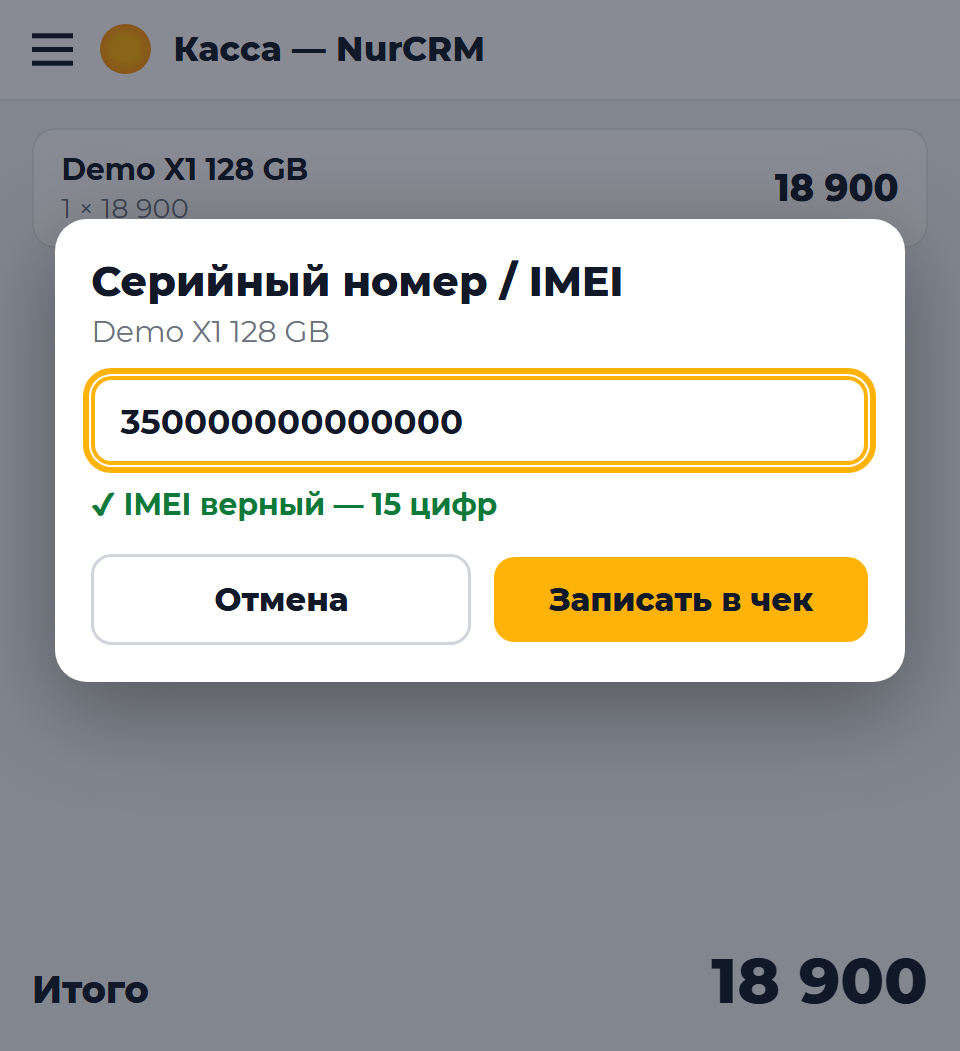 Касса — NurCRM
Demo X1 128 GB
1 × 18 900
18 900
Серийный номер / IMEI
Demo X1 128 GB
350000000000000
✓ IMEI верный — 15 цифр
Отмена
Записать в чек
Итого
18 900